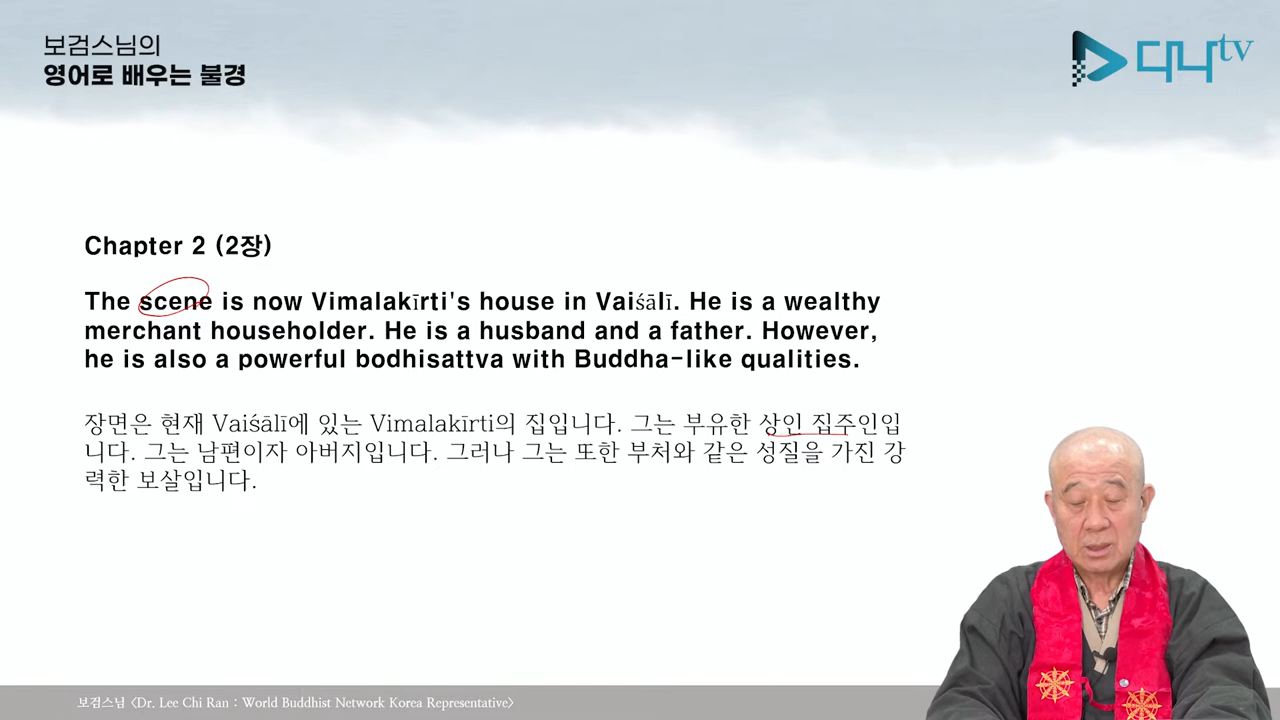 보검스님의
영어로 배우는 불경
디나tv
Chapter 2 (2장)
The scene is now Vimalakīrti's house in Vaiśālī. He is a wealthy
merchant householder. He is a husband and a father. However,
he is also a powerful bodhisattva with Buddha-like qualities.
장면은 현재 Vaiśālī에 있는 Vimalakīrti의 집입니다. 그는 부유한 상인 집주인입
니다. 그는 남편이자 아버지입니다. 그러나 그는 또한 부처와 같은 성질을 가진 강
력한 보살입니다.
보검스님 <Dr. Lee Chi Ran : World Buddhist Network Korea Representative>